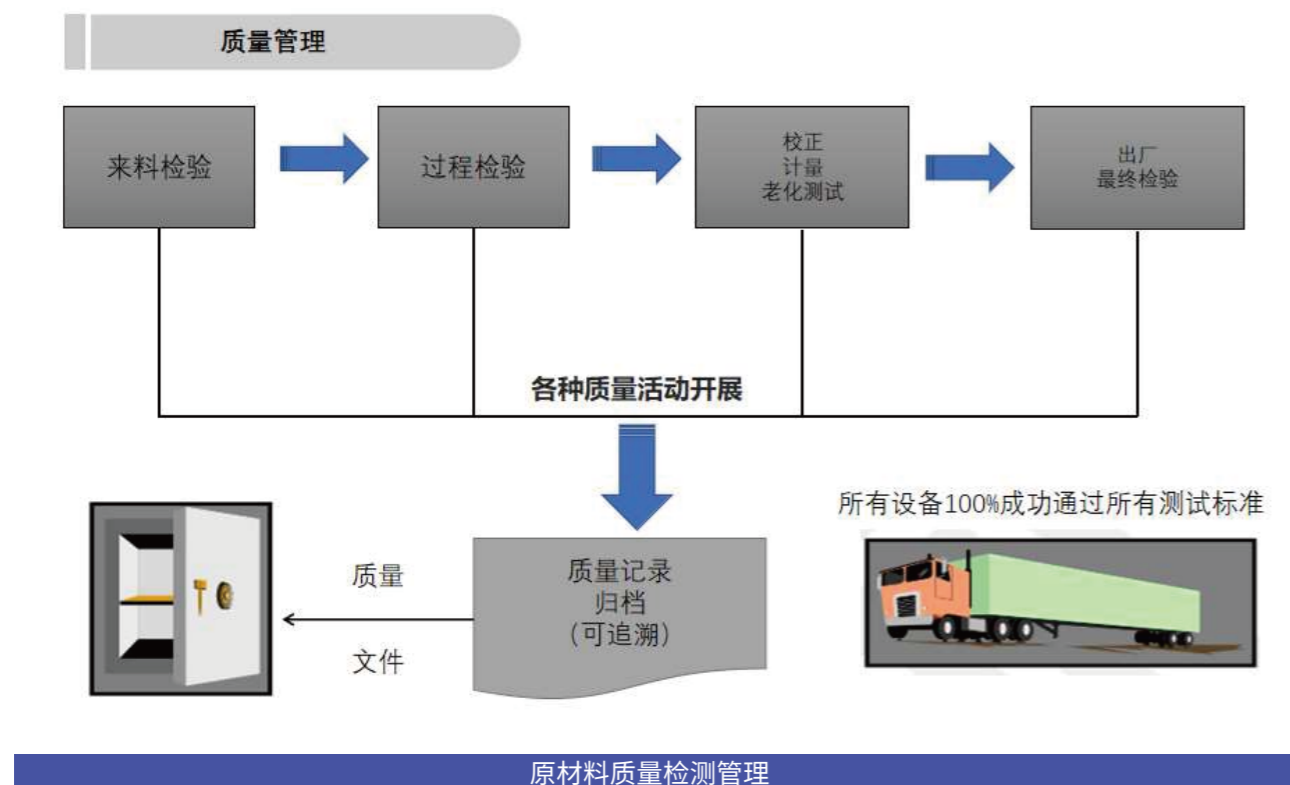 质量管理
来料检验
过程检验
校正
计量
老化测试
出厂
最终检验
各种质量活动开展
所有设备100%成功通过所有测试标准
质量
文件
质量记录
归档
(可追溯)
原材料质量检测管理